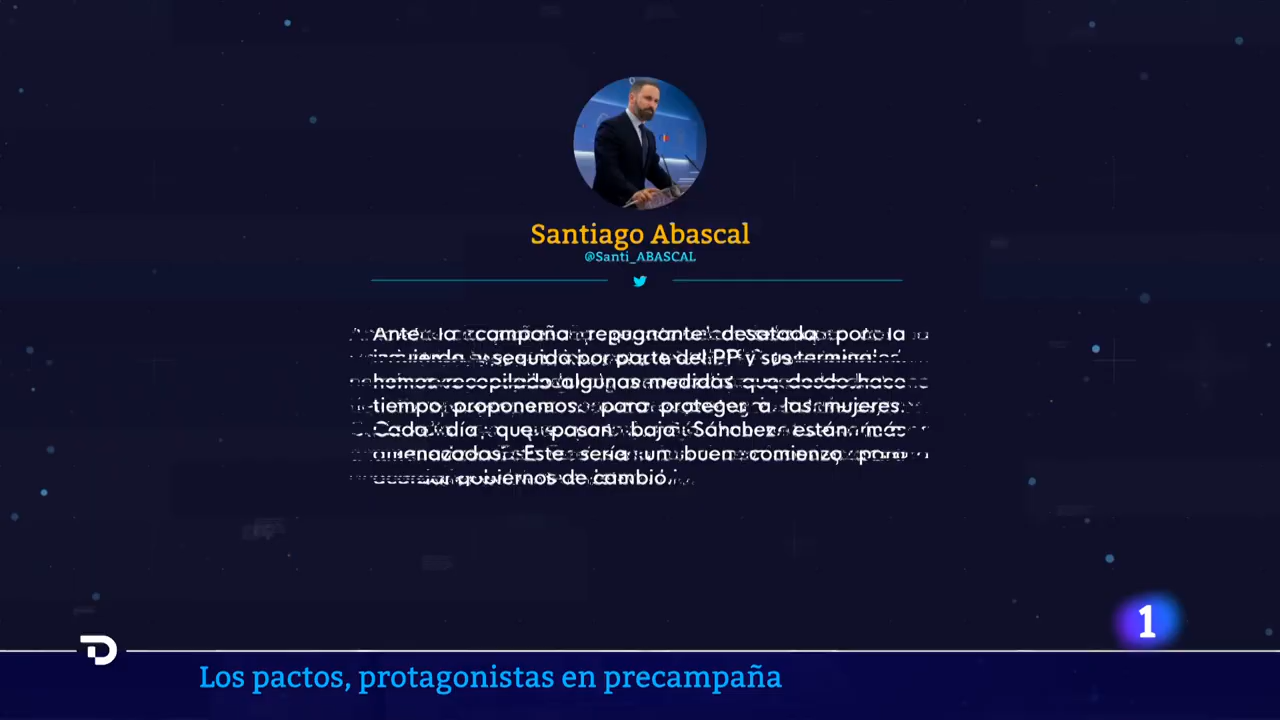 Santiago Abascal
@Santi_ABASCAL
Ante la campaña repugnante desatada por la
izquierda y seguida por parte del PP y sus terminales,
hemos recopilado algunas medidas que desde hace
tiempo proponemos para proteger a las mujeres.
Cada día que pasan bajo Sánchez están más
amenazadas. Este sería un buen comienzo para
gobiernos de cambio.
1
Los pactos, protagonistas en precampaña